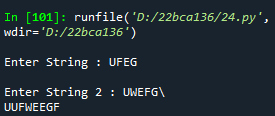 In [101]: runfile('D:/22bca136/24.py',
wdir='D:/22bca136')
Enter String : UFEG
Enter String 2 : UWEFG\
UUFWEEGF